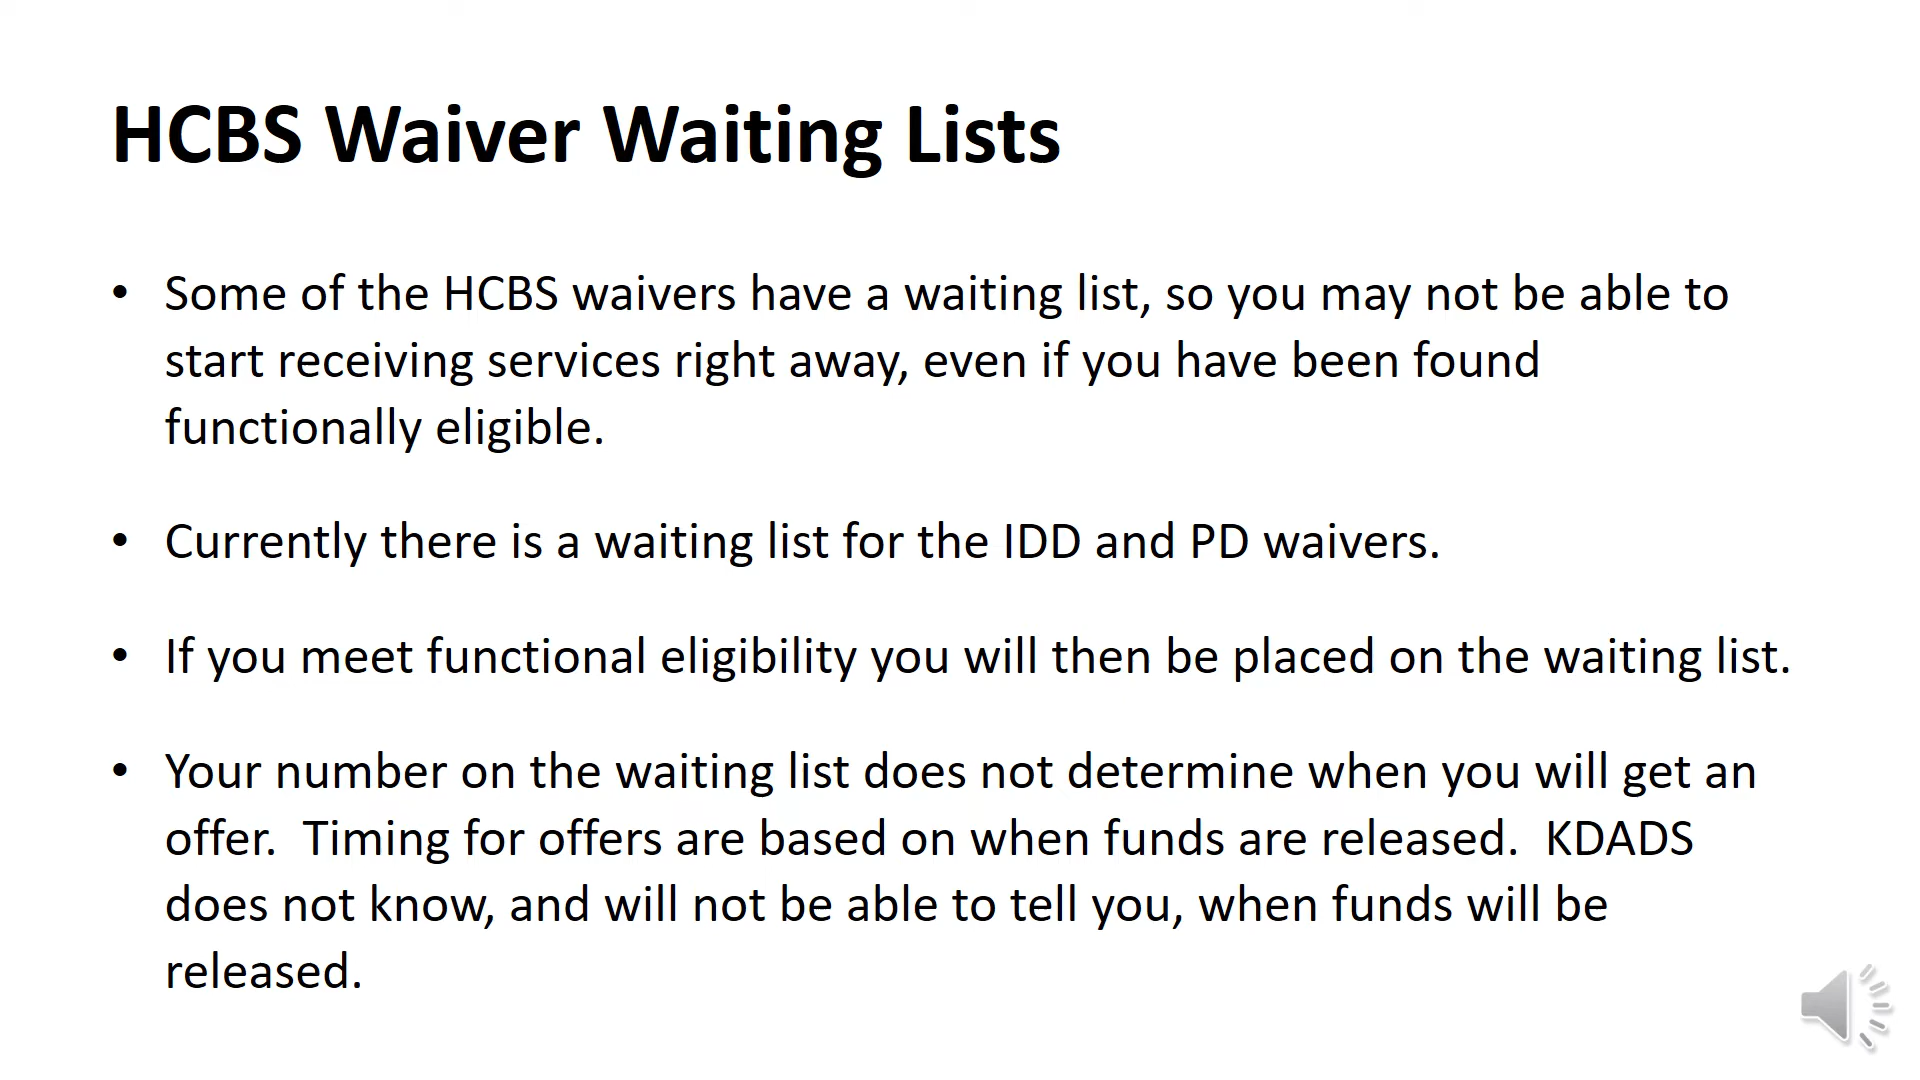 HCBS Waiver Waiting Lists
• Some of the HCBS waivers have a waiting list, so you may not be able to
start receiving services right away, even if you have been found
functionally eligible.
• Currently there is a waiting list for the IDD and PD waivers.
• If you meet functional eligibility you will then be placed on the waiting list.
• Your number on the waiting list does not determine when you will get an
offer.  Timing for offers are based on when funds are released.  KDADS
does not know, and will not be able to tell you, when funds will be
released.